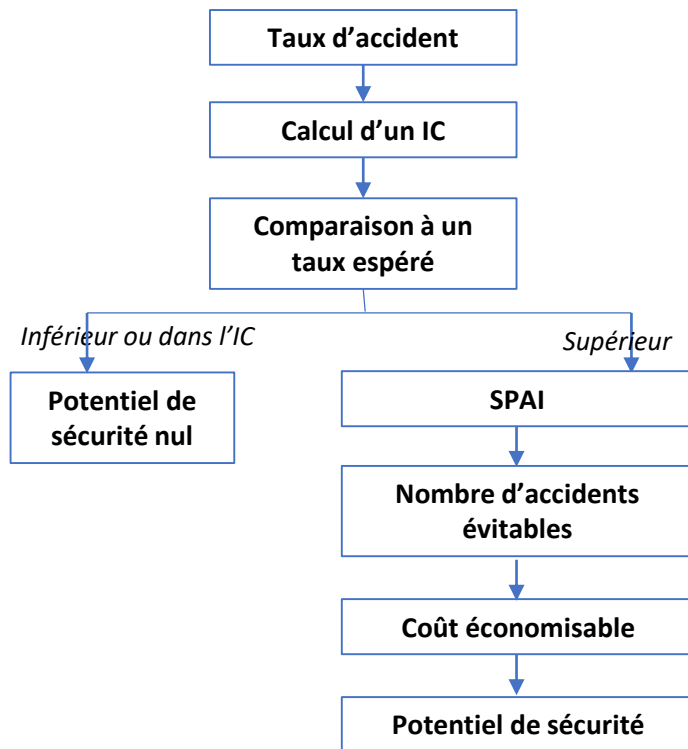 Taux d’accident
Calcul d’un IC
Comparaison à un
taux espéré
Inférieur ou dans l’IC
Supérieur
Potentiel de
sécurité nul
SPAI
Nombre d’accidents
évitables
Coût économisable
Potentiel de sécurité